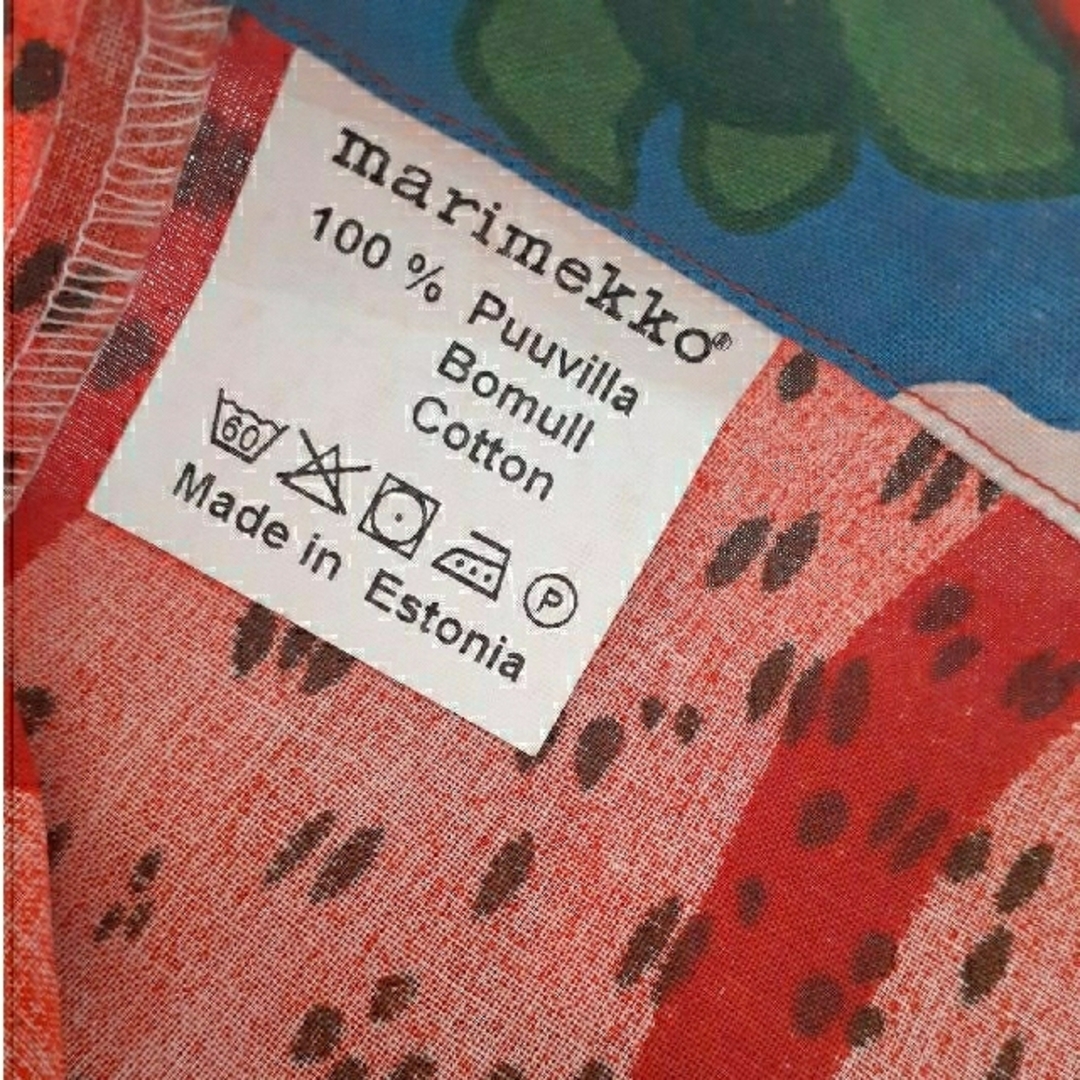 marimekko®
100 % Puuvilla
Bomull
Cotton
60
P
Made in Estonia